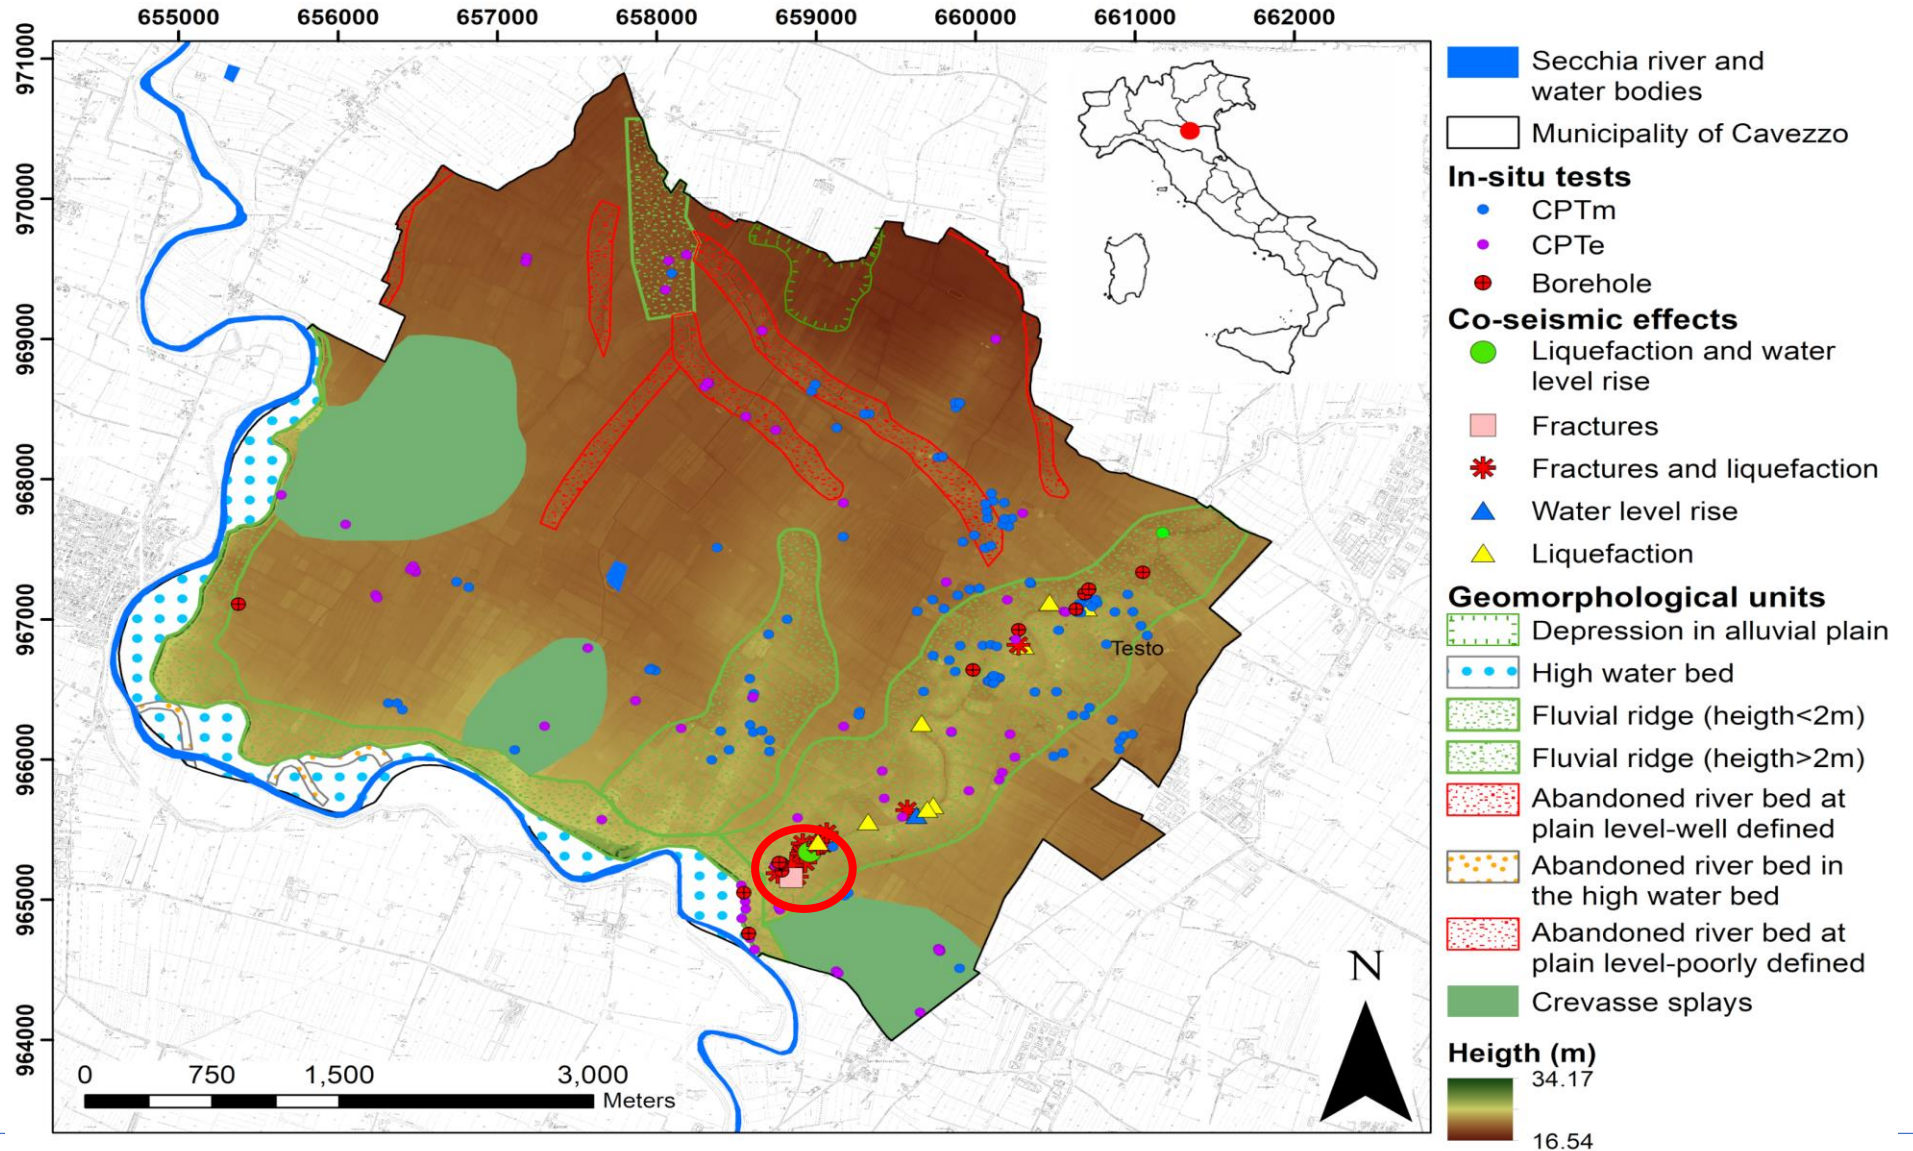 655000 656000 657000 658000 659000 660000 661000 662000
971000
970000
969000
968000
967000
966000
965000
964000
Testo
N
0 750 1,500 3,000
Meters
Secchia river and
water bodies
Municipality of Cavezzo
In-situ tests
CPTm
CPTe
Borehole
Co-seismic effects
Liquefaction and water
level rise
Fractures
Fractures and liquefaction
Water level rise
Liquefaction
Geomorphological units
Depression in alluvial plain
High water bed
Fluvial ridge (heigth<2m)
Fluvial ridge (heigth>2m)
Abandoned river bed at
plain level-well defined
Abandoned river bed in
the high water bed
Abandoned river bed at
plain level-poorly defined
Crevasse splays
Heigth (m)
34.17
16.54